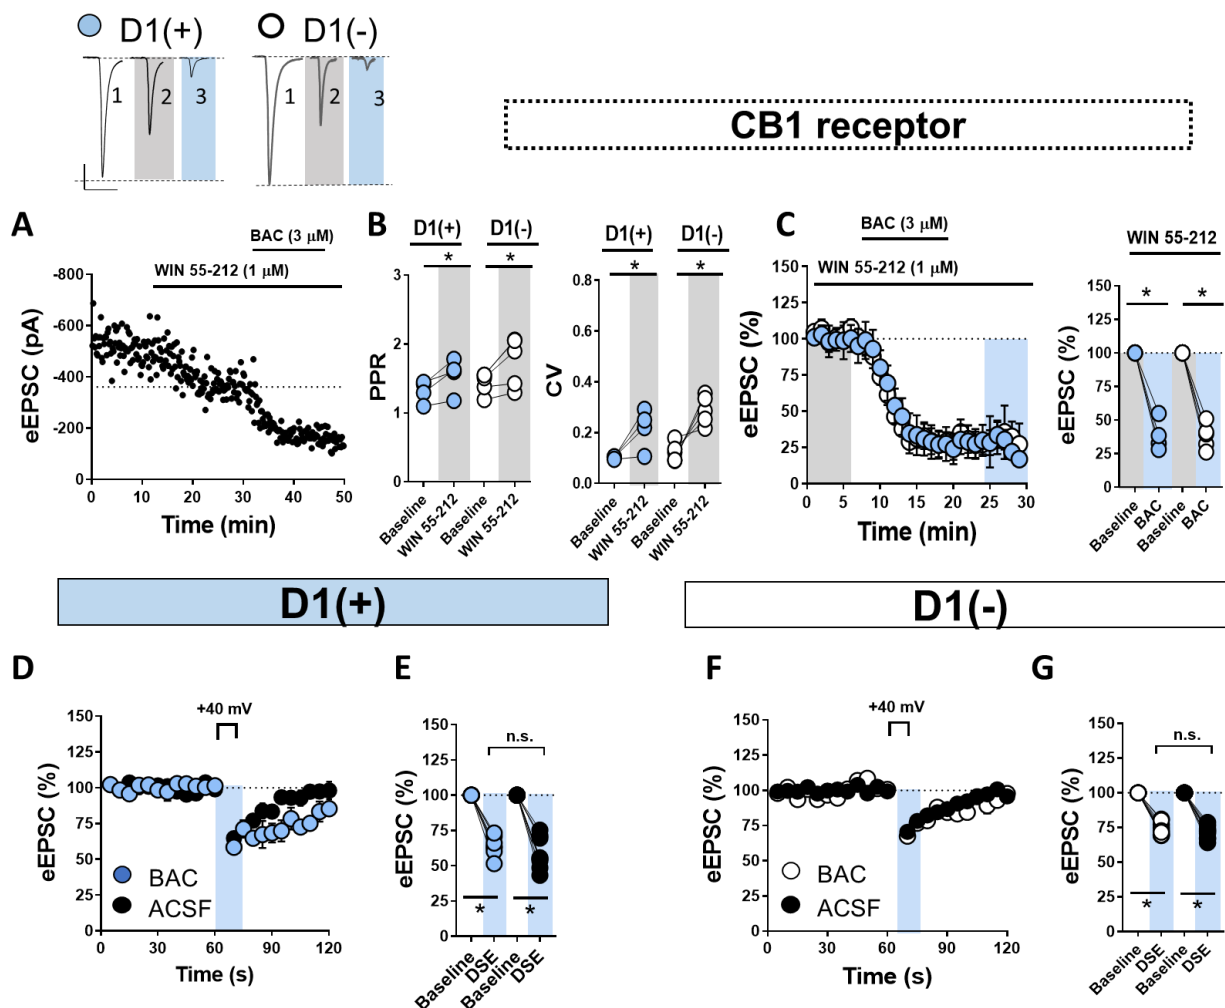 D1(+) D1(-)
1 2 3 1 2 3
CB1 receptor
A
BAC (3 μM)
WIN 55-212 (1 μM)
eEPSC (pA)
-800
-600
-400
-200
0
0 10 20 30 40 50
Time (min)
B
D1(+) D1(-)
* *
PPR
3
2
1
0
Baseline
WIN 55-212
Baseline
WIN 55-212
D1(+) D1(-)
* *
CV
0.8
0.6
0.4
0.2
0.0
Baseline
WIN 55-212
Baseline
WIN 55-212
C
BAC (3 μM)
WIN 55-212 (1 μM)
eEPSC (%)
150
125
100
75
50
25
0
0 5 10 15 20 25 30
Time (min)
WIN 55-212
* *
eEPSC (%)
150
125
100
75
50
25
0
Baseline
BAC
Baseline
BAC
D1(+)
D1(-)
D
+40 mV
eEPSC (%)
150
125
100
75
50
25
0
BAC
ACSF
0 30 60 90 120
Time (s)
E
n.s.
eEPSC (%)
150
125
100
75
50
25
0
* *
Baseline
DSE
Baseline
DSE
F
+40 mV
eEPSC (%)
150
125
100
75
50
25
0
BAC
ACSF
0 30 60 90 120
Time (s)
G
n.s.
eEPSC (%)
150
125
100
75
50
25
0
* *
Baseline
DSE
Baseline
DSE